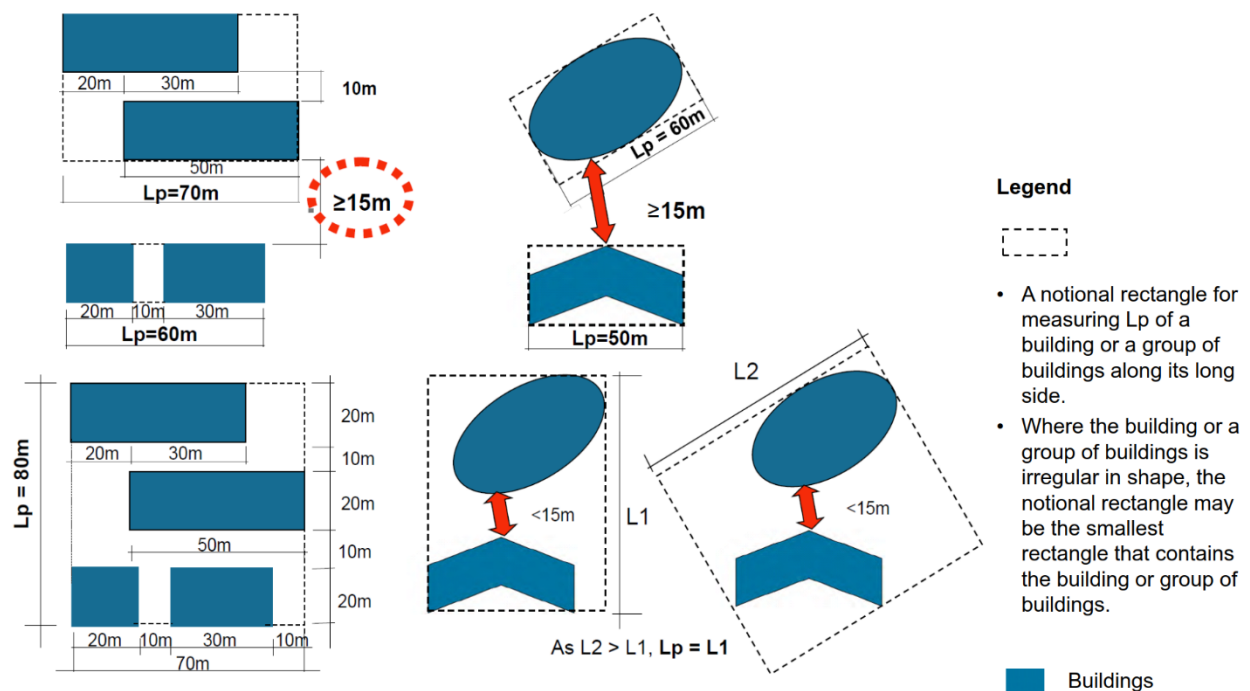 20m
30m
10m
50m
Lp=70m
≥15m
20m
10m
30m
Lp=60m
Lp = 60m
≥15m
Lp=50m
Lp = 80m
20m
30m
20m
10m
20m
50m
10m
20m
20m
10m
30m
10m
70m
<15m
L1
L2
<15m
As L2 > L1, Lp = L1
Legend
• A notional rectangle for
measuring Lp of a
building or a group of
buildings along its long
side.
• Where the building or a
group of buildings is
irregular in shape, the
notional rectangle may
be the smallest
rectangle that contains
the building or group of
buildings.
Buildings